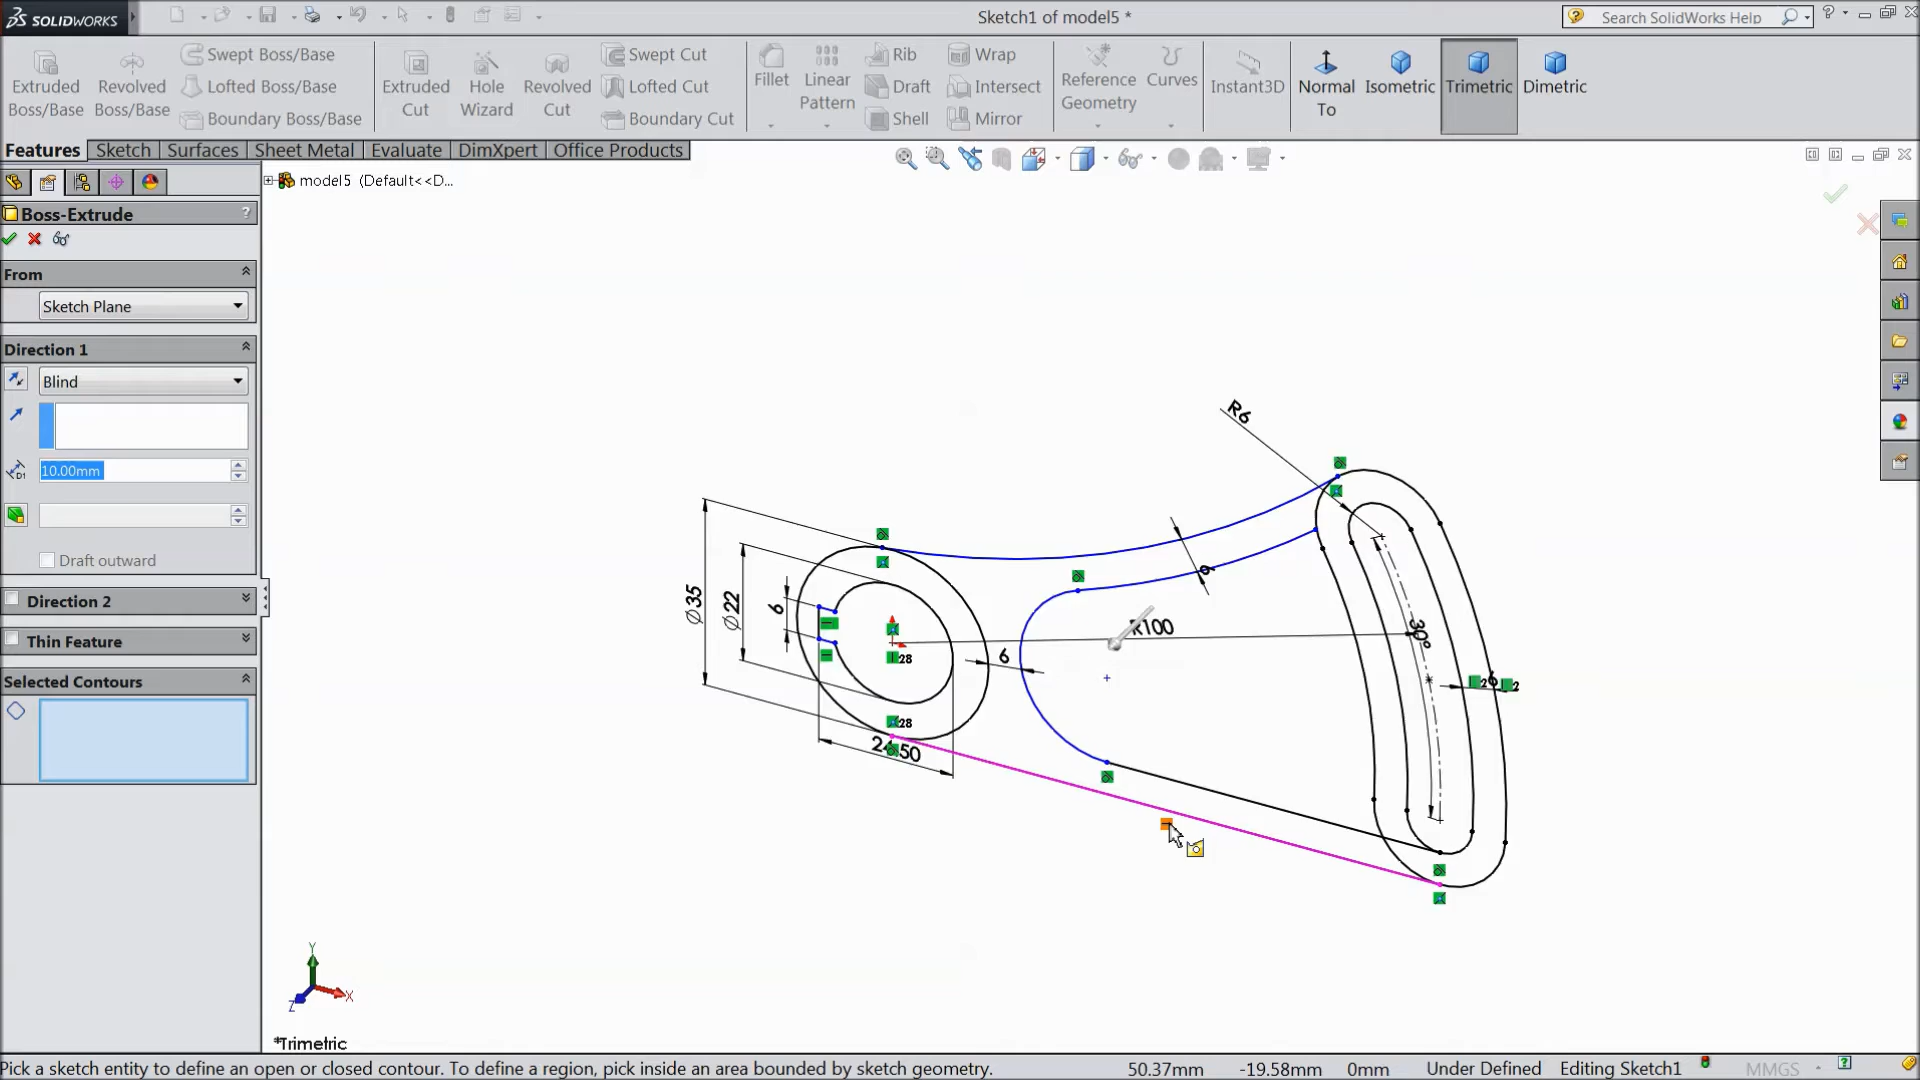 SOLIDWORKS
Sketch1 of model5 *
Search SolidWorks Help
Extruded Boss/Base
Revolved Boss/Base
Swept Boss/Base
Lofted Boss/Base
Boundary Boss/Base
Extruded Cut
Hole Wizard
Revolved Cut
Swept Cut
Lofted Cut
Boundary Cut
Fillet
Linear Pattern
Rib
Draft
Shell
Wrap
Intersect
Mirror
Reference Geometry
Curves
Instant3D
Normal To
Isometric
Trimetric
Dimetric
Features
Sketch
Surfaces
Sheet Metal
Evaluate
DimXpert
Office Products
model5 (Default<<D...
Boss-Extrude
?
From
Sketch Plane
Direction 1
Blind
D1
10.00mm
Draft outward
Direction 2
Thin Feature
Selected Contours
R6
Ø35
Ø22
6
6
R100
30°
28
6
28
Y
X
Z
*Trimetric
Pick a sketch entity to define an open or closed contour. To define a region, pick inside an area bounded by sketch geometry.
50.37mm
-19.58mm
0mm
Under Defined
Editing Sketch1
MMGS